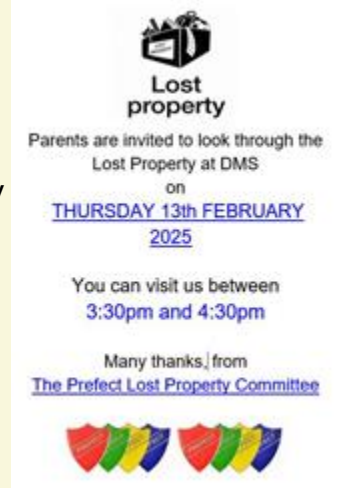 Lost
property
Parents are invited to look through the
Lost Property at DMS
on
THURSDAY 13th FEBRUARY
2025
You can visit us between
3:30pm and 4:30pm
Many thanks, from
The Prefect Lost Property Committee